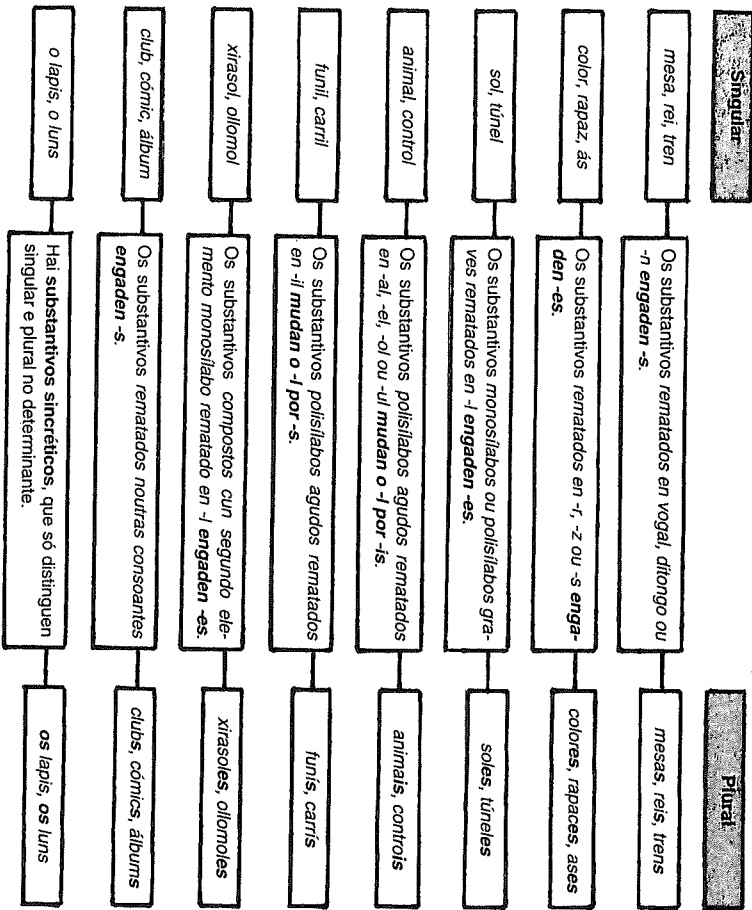 Singular
Plural
mesa, rei, tren
Os substantivos rematados en vogal, ditongo ou
-n engaden -s.
mesas, reis, trens
color, rapaz, ás
Os substantivos rematados en -r, -z ou -s enga-
den -es.
colores, rapaces, ases
sol, túnel
Os substantivos monosílabos ou polisílabos gra-
ves rematados en -l engaden -es.
soles, túneles
animal, control
Os substantivos polisílabos agudos rematados
en -al, -el, -ol ou -ul mudan o -l por -is.
animais, controis
funil, carril
Os substantivos polisílabos agudos rematados
en -il mudan o -l por -s.
funís, carrís
xirasol, ollomol
Os substantivos compostos cun segundo ele-
mento monosílabo rematado en -l engaden -es.
xirasoles, ollomoles
club, cómic, álbum
Os substantivos rematados noutras consoantes
engaden -s.
clubs, cómics, álbums
o lapis, o luns
Hai substantivos sincréticos, que só distinguen
singular e plural no determinante.
os lapis, os luns